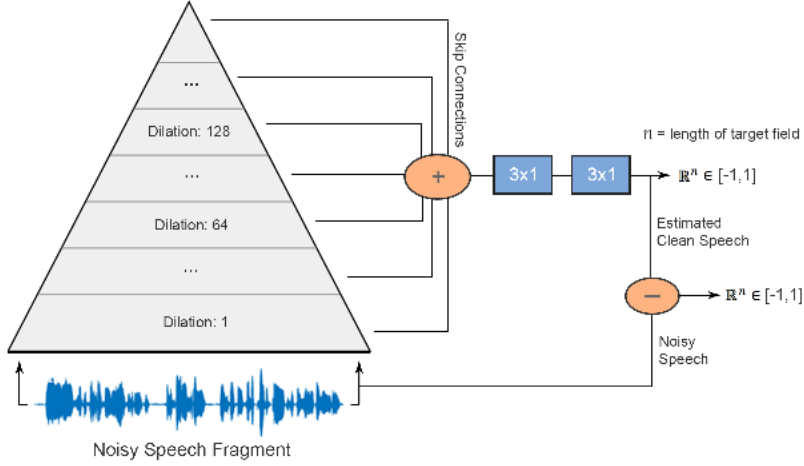 ...
Dilation: 128
...
Dilation: 64
...
Dilation: 1
Noisy Speech Fragment
Skip Connections
+
3x1
3x1
n = length of target field
ℝⁿ ∈ [-1,1]
Estimated
Clean Speech
−
ℝⁿ ∈ [-1,1]
Noisy
Speech